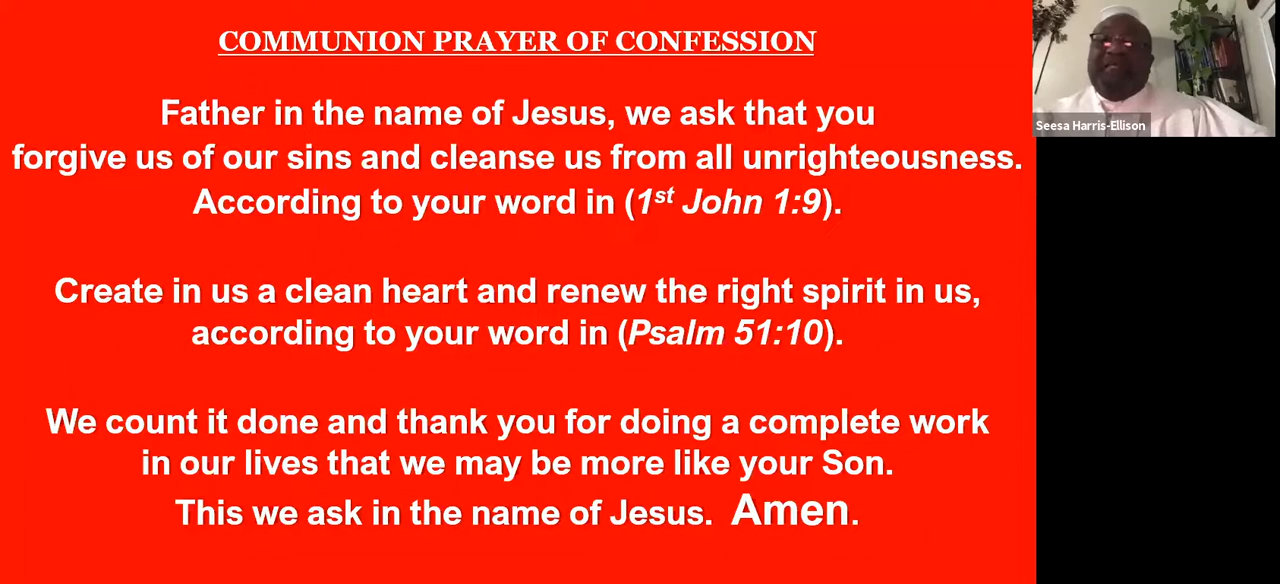 COMMUNION PRAYER OF CONFESSION
Father in the name of Jesus, we ask that you
forgive us of our sins and cleanse us from all unrighteousness.
According to your word in (1st John 1:9).
Create in us a clean heart and renew the right spirit in us,
according to your word in (Psalm 51:10).
We count it done and thank you for doing a complete work
in our lives that we may be more like your Son.
This we ask in the name of Jesus. Amen.
Seesa Harris-Ellison